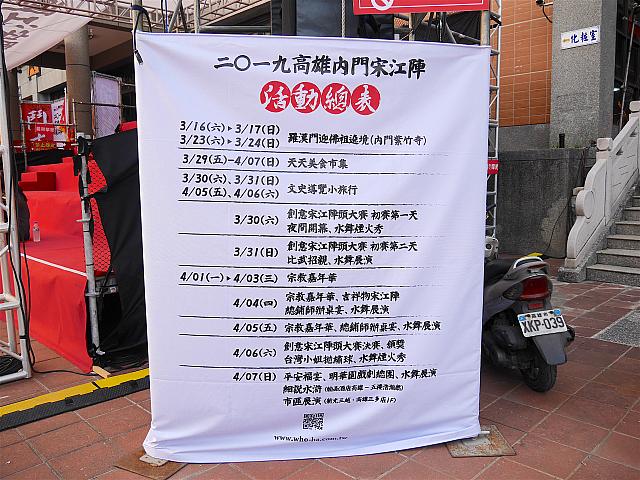 二〇一九高雄內門宋江陣
活動總表
3/16(六)▸3/17(日)
3/23(六)▸3/24(日)
羅漢門迎佛祖遶境(內門紫竹寺)
3/29(五)-4/07(日) 天天美食市集
3/30(六)、3/31(日)
4/05(五)、4/06(六)
文史導覽小旅行
3/30(六) 創意宋江陣頭大賽 初賽第一天
夜間開幕、水舞煙火秀
3/31(日) 創意宋江陣頭大賽 初賽第二天
比武招親、水舞展演
4/01(一)▸4/03(三) 宗教嘉年華
4/04(四) 宗教嘉年華、吉祥物宋江陣
總鋪師辦桌宴、水舞展演
4/05(五) 宗教嘉年華、總鋪師辦桌宴、水舞展演
4/06(六) 創意宋江陣頭大賽決賽、頒獎
台灣小姐拋繡球、水舞煙火秀
4/07(日) 平安福宴、明華園戲劇總團、水舞展演
細說水滸
市區展演
www.who-ha.com.tw
化粧室
XKP-039